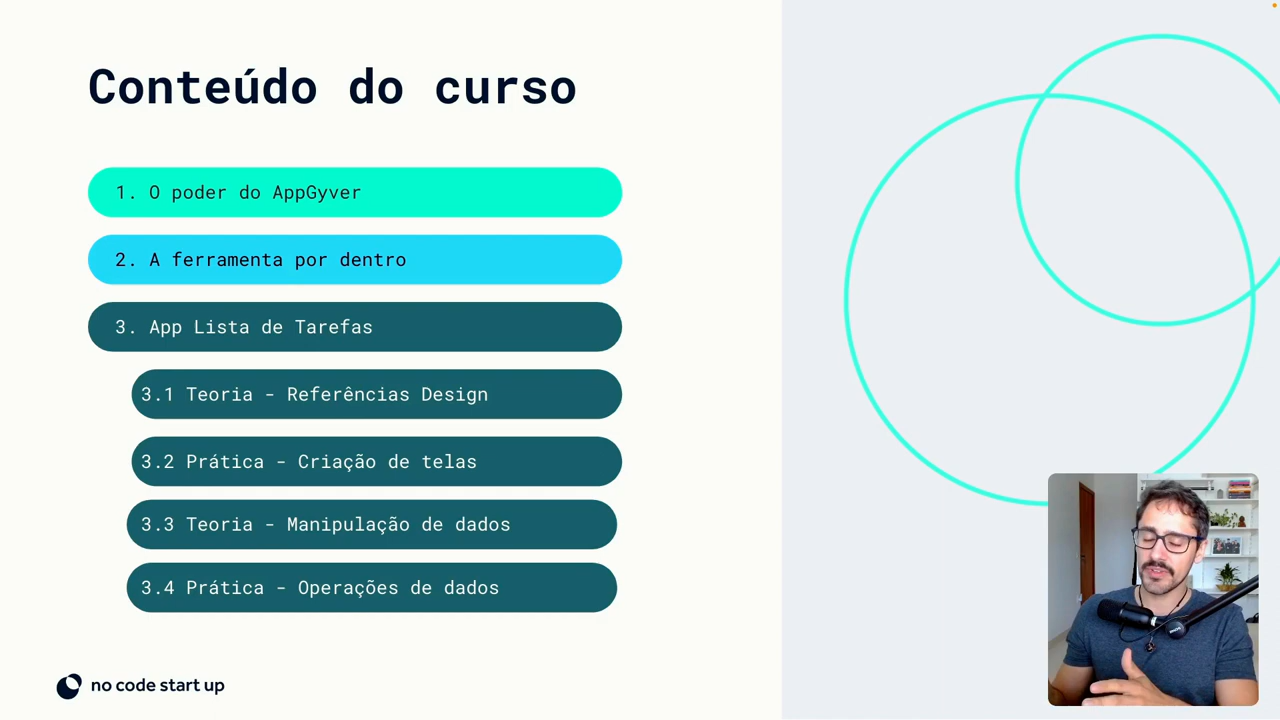 Conteúdo do curso
1. O poder do AppGyver
2. A ferramenta por dentro
3. App Lista de Tarefas
3.1 Teoria - Referências Design
3.2 Prática - Criação de telas
3.3 Teoria - Manipulação de dados
3.4 Prática - Operações de dados
no code start up